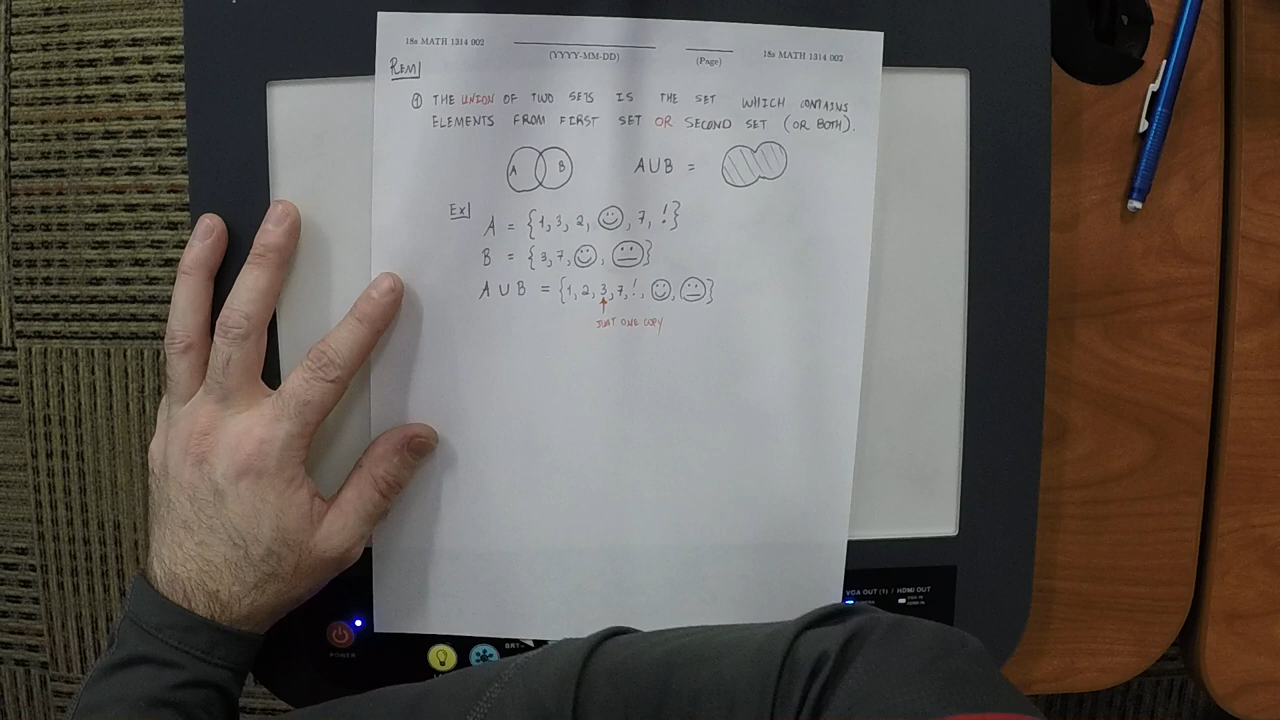 18s MATH 1314 002 (YYYY-MM-DD) (Page) 18s MATH 1314 002
REM
① THE UNION OF TWO SETS IS THE SET WHICH CONTAINS
ELEMENTS FROM FIRST SET OR SECOND SET (OR BOTH).
A B A∪B =
Ex
A = {1, 3, 2, ☺, 7, !}
B = {3, 7, ☺, 😐}
A ∪ B = {1, 2, 3, 7, !, ☺, 😐}
JUST ONE COPY
VGA OUT (1) / HDMI OUT
POWER
BRT-